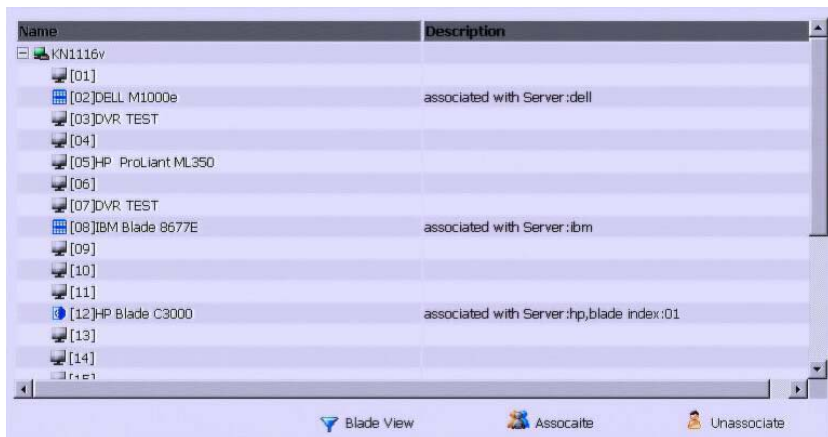 Name Description
KN1116v
[01]
[02]DELL M1000e associated with Server:dell
[03]DVR TEST
[04]
[05]HP ProLiant ML350
[06]
[07]DVR TEST
[08]IBM Blade 8677E associated with Server:ibm
[09]
[10]
[11]
[12]HP Blade C3000 associated with Server:hp,blade index:01
[13]
[14]
[15]
Blade View Assocaite Unassociate